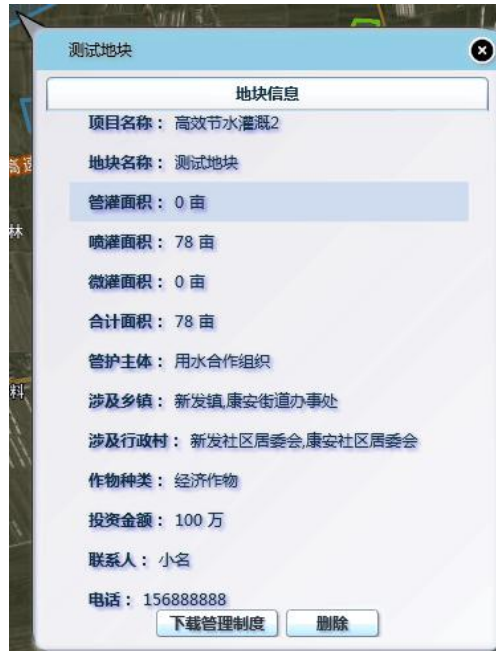 测试地块
地块信息
项目名称： 高效节水灌溉2
地块名称： 测试地块
管灌面积： 0 亩
喷灌面积： 78 亩
微灌面积： 0 亩
合计面积： 78 亩
管护主体： 用水合作组织
涉及乡镇： 新发镇,康安街道办事处
涉及行政村： 新发社区居委会,康安社区居委会
作物种类： 经济作物
投资金额： 100 万
联系人： 小名
电话： 156888888
下载管理制度 删除
高速
林
料